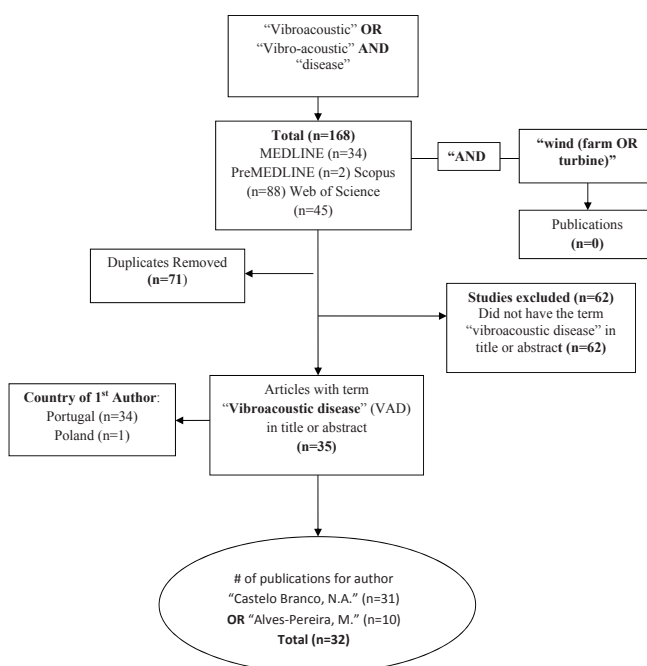 “Vibroacoustic” OR
“Vibro-acoustic” AND
“disease”
Total (n=168)
MEDLINE (n=34)
PreMEDLINE (n=2) Scopus
(n=88) Web of Science
(n=45)
“AND
“wind (farm OR
turbine)”
Publications
(n=0)
Duplicates Removed
(n=71)
Studies excluded (n=62)
Did not have the term
“vibroacoustic disease” in
title or abstract (n=62)
Country of 1st Author:
Portugal (n=34)
Poland (n=1)
Articles with term
“Vibroacoustic disease” (VAD)
in title or abstract
(n=35)
# of publications for author
“Castelo Branco, N.A.” (n=31)
OR “Alves-Pereira, M.” (n=10)
Total (n=32)